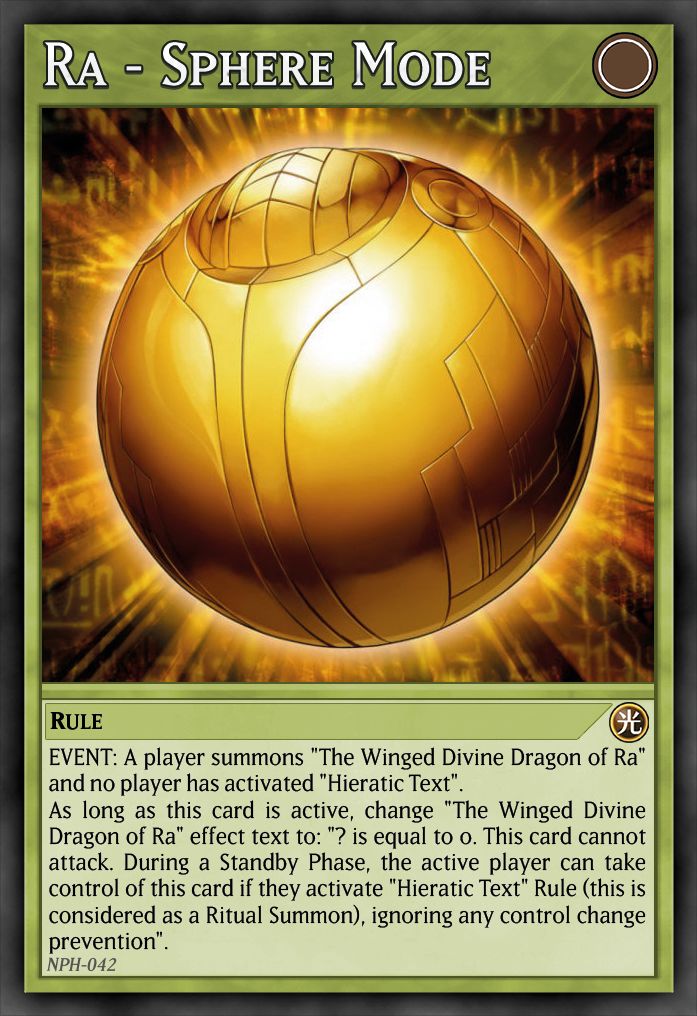 Ra - Sphere Mode
Rule
光
EVENT: A player summons "The Winged Divine Dragon of Ra"
and no player has activated "Hieratic Text".
As long as this card is active, change "The Winged Divine
Dragon of Ra" effect text to: "? is equal to 0. This card cannot
attack. During a Standby Phase, the active player can take
control of this card if they activate "Hieratic Text" Rule (this is
considered as a Ritual Summon), ignoring any control change
prevention".
NPH-042